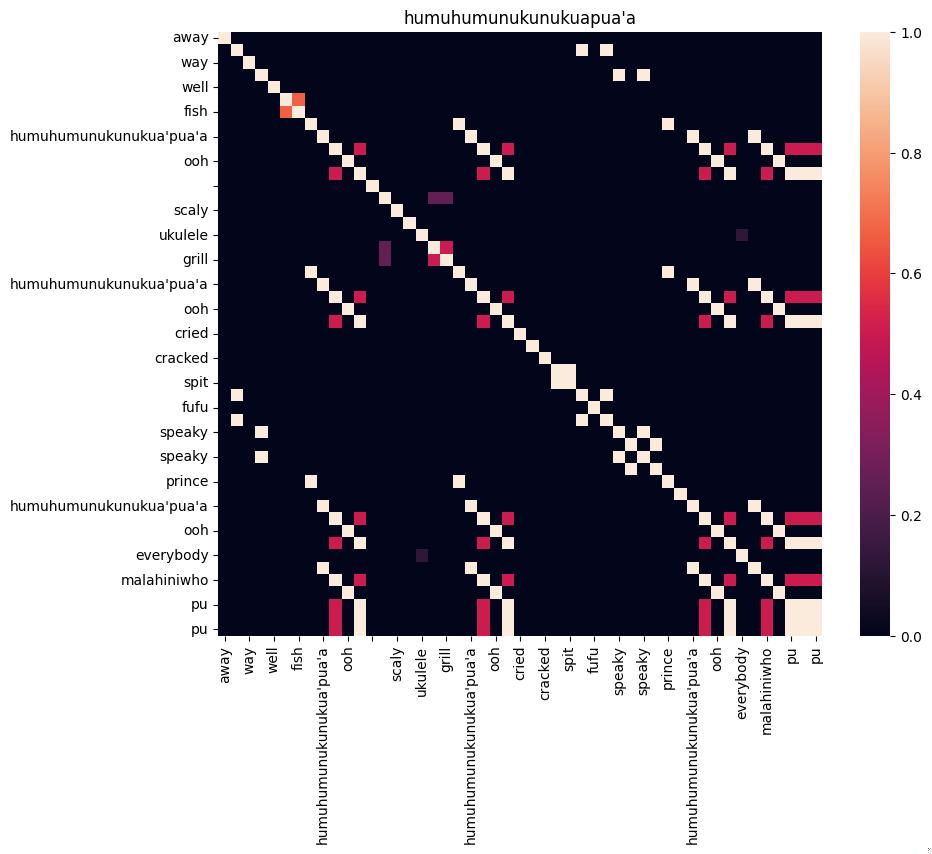 humuhumunukunukuapua'a
away
way
well
fish
humuhumunukunukua'pua'a
ooh
scaly
ukulele
grill
humuhumunukunukua'pua'a
ooh
cried
cracked
spit
fufu
speaky
speaky
prince
humuhumunukunukua'pua'a
ooh
everybody
malahiniwho
pu
pu
1.0
0.8
0.6
0.4
0.2
0.0
away
way
well
fish
humuhumunukunukua'pua'a
ooh
scaly
ukulele
grill
humuhumunukunukua'pua'a
ooh
cried
cracked
spit
fufu
speaky
speaky
prince
humuhumunukunukua'pua'a
ooh
everybody
malahiniwho
pu
pu